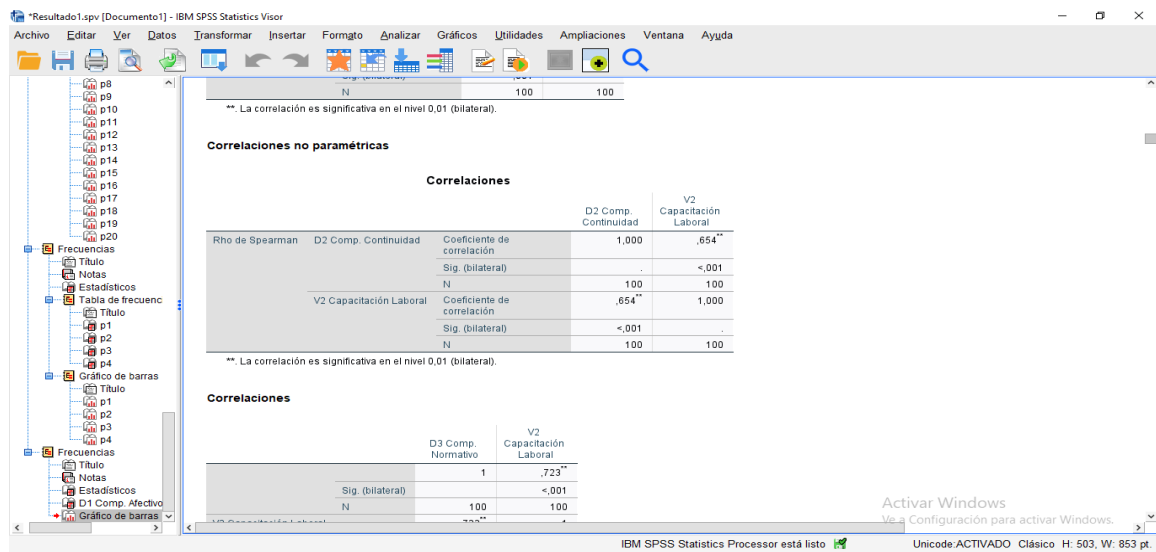 *Resultado1.spv [Documento1] - IBM SPSS Statistics Visor
Archivo Editar Ver Datos Transformar Insertar Formato Analizar Gráficos Utilidades Ampliaciones Ventana Ayuda
p8
p9
p10
p11
p12
p13
p14
p15
p16
p17
p18
p19
p20
Frecuencias
Título
Notas
Estadísticos
Tabla de frecuenc
Título
p1
p2
p3
p4
Gráfico de barras
Título
p1
p2
p3
p4
Frecuencias
Título
Notas
Estadísticos
D1 Comp. Afectivo
Gráfico de barras
N 100 100
**. La correlación es significativa en el nivel 0,01 (bilateral).
Correlaciones no paramétricas
Correlaciones
D2 Comp. Continuidad V2 Capacitación Laboral
Rho de Spearman D2 Comp. Continuidad Coeficiente de correlación 1,000 ,654**
Sig. (bilateral) . <,001
N 100 100
V2 Capacitación Laboral Coeficiente de correlación ,654** 1,000
Sig. (bilateral) <,001 .
N 100 100
**. La correlación es significativa en el nivel 0,01 (bilateral).
Correlaciones
D3 Comp. Normativo V2 Capacitación Laboral
1 ,723**
Sig. (bilateral) <,001
N 100 100
Activar Windows
Ve a Configuración para activar Windows.
IBM SPSS Statistics Processor está listo Unicode:ACTIVADO Clásico H: 503, W: 853 pt.